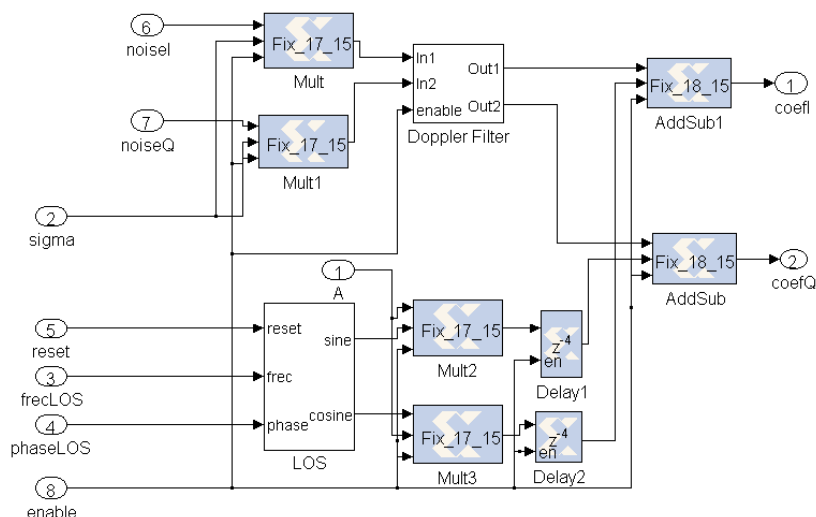 6
noiseI
Fix_17_15
Mult
7
noiseQ
Fix_17_15
Mult1
2
sigma
In1
In2
enable
Out1
Out2
Doppler Filter
Fix_18_15
AddSub1
1
coefI
Fix_18_15
AddSub
2
coefQ
1
A
5
reset
3
frecLOS
4
phaseLOS
8
enable
reset
frec
phase
sine
cosine
LOS
Fix_17_15
Mult2
Fix_17_15
Mult3
z-4
en
Delay1
z-4
en
Delay2